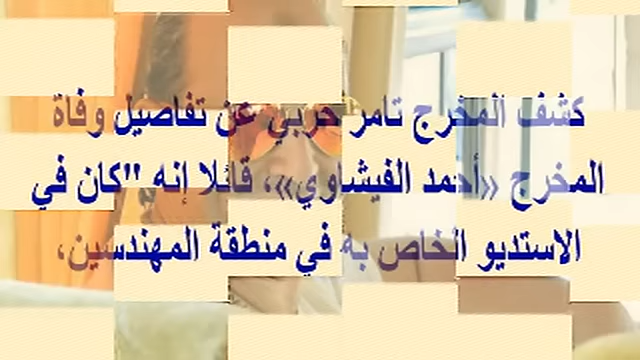 كشف المخرج تامر حربي عن تفاصيل وفاة
المخرج «أحمد الفيشاوي»، قائلا إنه "كان في
الاستديو الخاص به في منطقة المهندسين،